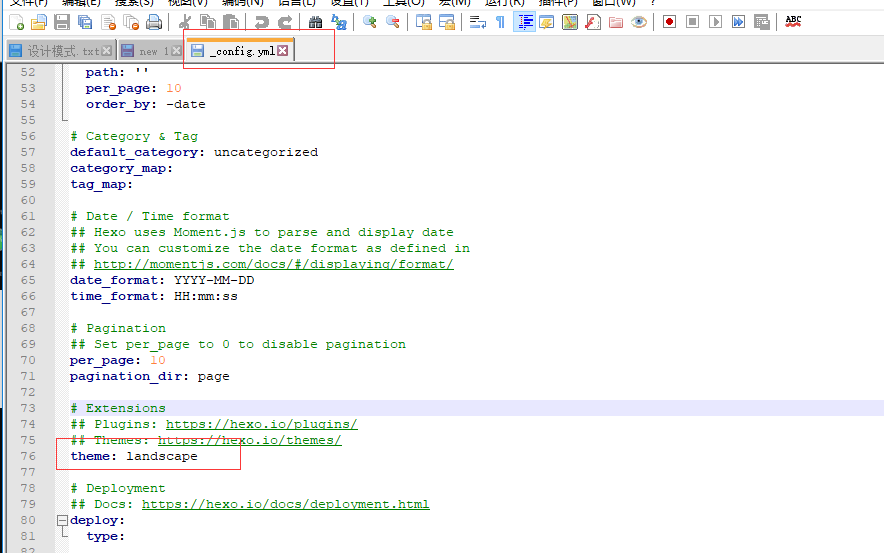 文件(F) 编辑(E) 搜索(S) 视图(V) 编码(N) 语言(L) 设置(T) 工具(O) 宏(M) 运行(R) 插件(P) 窗口(W) ?
ABC
设计模式.txt new 1 _config.yml
52 path: ''
53 per_page: 10
54 order_by: -date
55
56 # Category & Tag
57 default_category: uncategorized
58 category_map:
59 tag_map:
60
61 # Date / Time format
62 ## Hexo uses Moment.js to parse and display date
63 ## You can customize the date format as defined in
64 ## http://momentjs.com/docs/#/displaying/format/
65 date_format: YYYY-MM-DD
66 time_format: HH:mm:ss
67
68 # Pagination
69 ## Set per_page to 0 to disable pagination
70 per_page: 10
71 pagination_dir: page
72
73 # Extensions
74 ## Plugins: https://hexo.io/plugins/
75 ## Themes: https://hexo.io/themes/
76 theme: landscape
77
78 # Deployment
79 ## Docs: https://hexo.io/docs/deployment.html
80 deploy:
81 type:
82